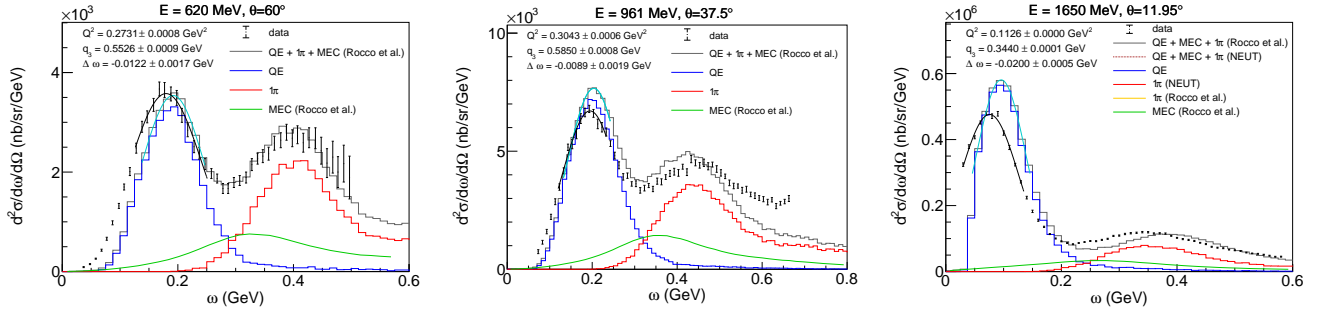 E = 620 MeV, θ=60°
×10³
Q² = 0.2731± 0.0008 GeV²
q₃ = 0.5526 ± 0.0009 GeV
Δ ω = -0.0122 ± 0.0017 GeV
data
QE + 1π + MEC (Rocco et al.)
QE
1π
MEC (Rocco et al.)
d²σ/dω/dΩ (nb/sr/GeV)
0
2
4
6
0 0.2 0.4 0.6
ω (GeV)
E = 961 MeV, θ=37.5°
×10³
Q² = 0.3043± 0.0006 GeV²
q₃ = 0.5850 ± 0.0008 GeV
Δ ω = -0.0089 ± 0.0019 GeV
data
QE + 1π + MEC (Rocco et al.)
QE
1π
MEC (Rocco et al.)
d²σ/dω/dΩ (nb/sr/GeV)
0
5
10
0 0.2 0.4 0.6 0.8
ω (GeV)
E = 1650 MeV, θ=11.95°
×10⁶
Q² = 0.1126± 0.0000 GeV²
q₃ = 0.3440 ± 0.0001 GeV
Δ ω = -0.0200 ± 0.0005 GeV
data
QE + MEC + 1π (Rocco et al.)
QE + MEC + 1π (NEUT)
QE
1π (NEUT)
1π (Rocco et al.)
MEC (Rocco et al.)
d²σ/dω/dΩ (nb/sr/GeV)
0
0.2
0.4
0.6
0 0.2 0.4 0.6
ω (GeV)